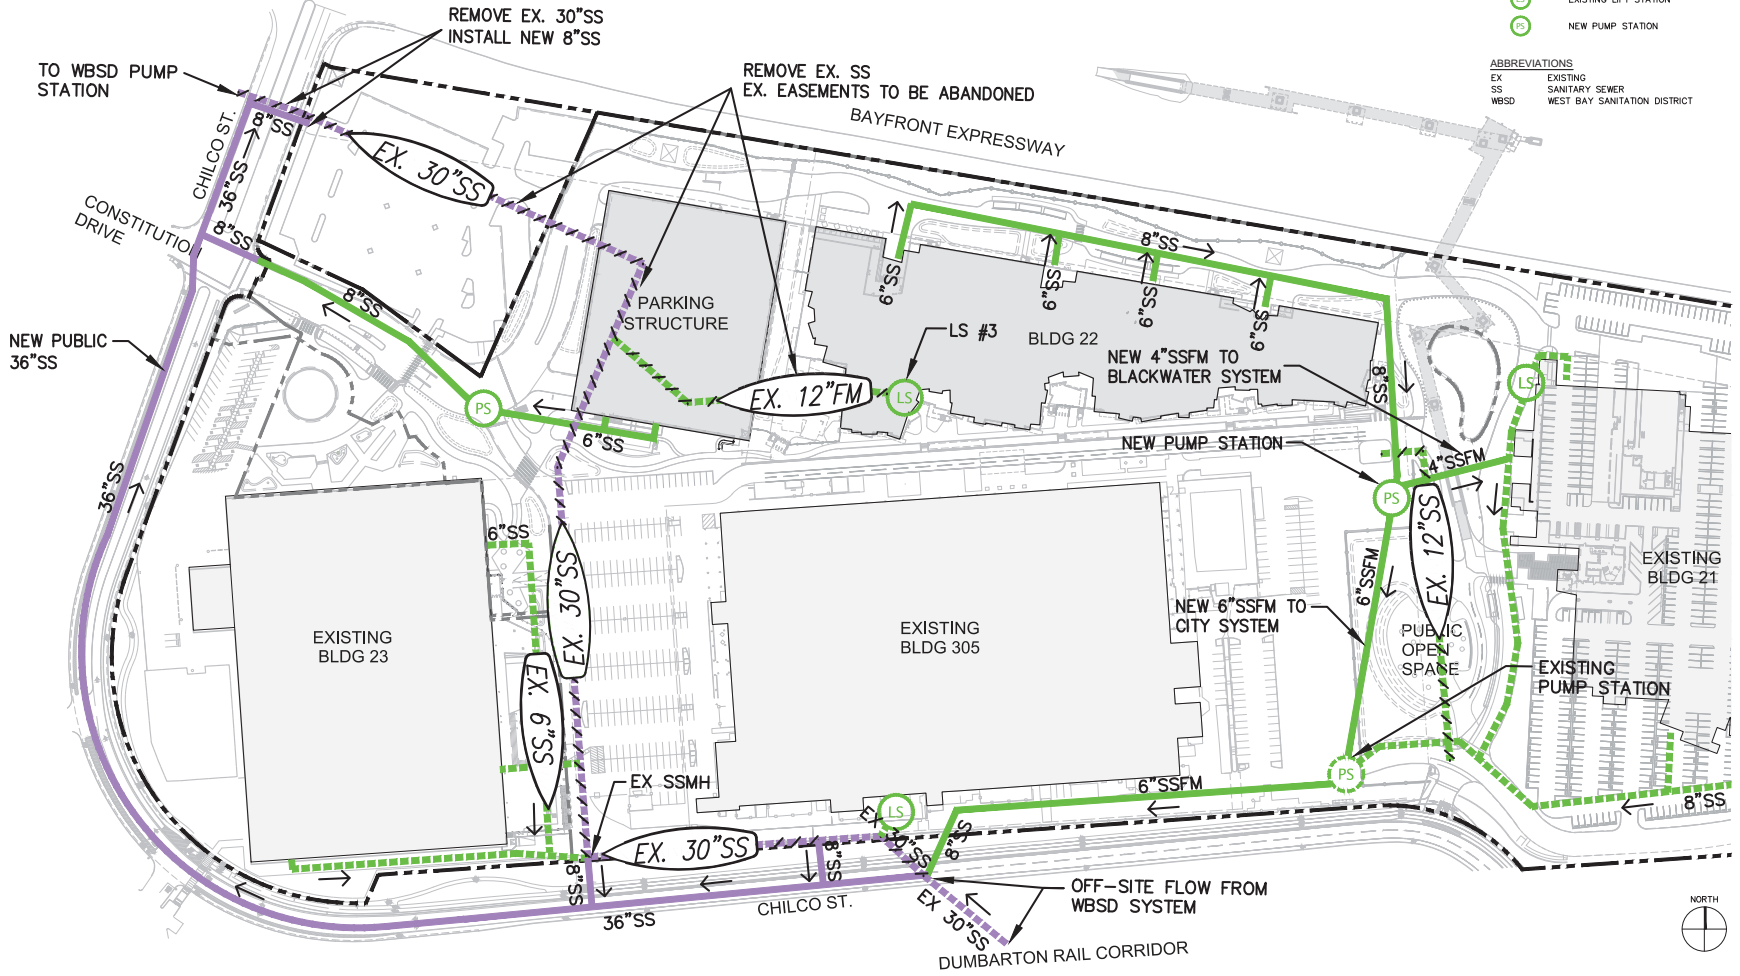 REMOVE EX. 30"SS
INSTALL NEW 8"SS
TO WBSD PUMP
STATION
REMOVE EX. SS
EX. EASEMENTS TO BE ABANDONED
BAYFRONT EXPRESSWAY
EXISTING LIFT STATION
PS
NEW PUMP STATION
ABBREVIATIONS
EX EXISTING
SS SANITARY SEWER
WBSD WEST BAY SANITATION DISTRICT
CHILCO ST.
8"SS
36"SS
EX. 30"SS
CONSTITUTIO
DRIVE
8"SS
8"SS
NEW PUBLIC
36"SS
36"SS
PARKING
STRUCTURE
PS
6"SS
EX. 12"FM
LS
LS #3
BLDG 22
6"SS
6"SS
6"SS
6"SS
8"SS
8"SS
NEW 4"SSFM TO
BLACKWATER SYSTEM
LS
NEW PUMP STATION
4"SSFM
PS
EX. 12"SS
6"SSFM
EXISTING
BLDG 21
NEW 6"SSFM TO
CITY SYSTEM
PUBLIC
OPEN
SPACE
EXISTING
PUMP STATION
PS
6"SS
EX. 30"SS
EX. 6"SS
EXISTING
BLDG 23
EXISTING
BLDG 305
EX SSMH
LS
EX 30"SS
6"SSFM
8"SS
8"SS
EX. 30"SS
8"SS
8"SS
36"SS
CHILCO ST.
EX 30"SS
OFF-SITE FLOW FROM
WBSD SYSTEM
DUMBARTON RAIL CORRIDOR
NORTH